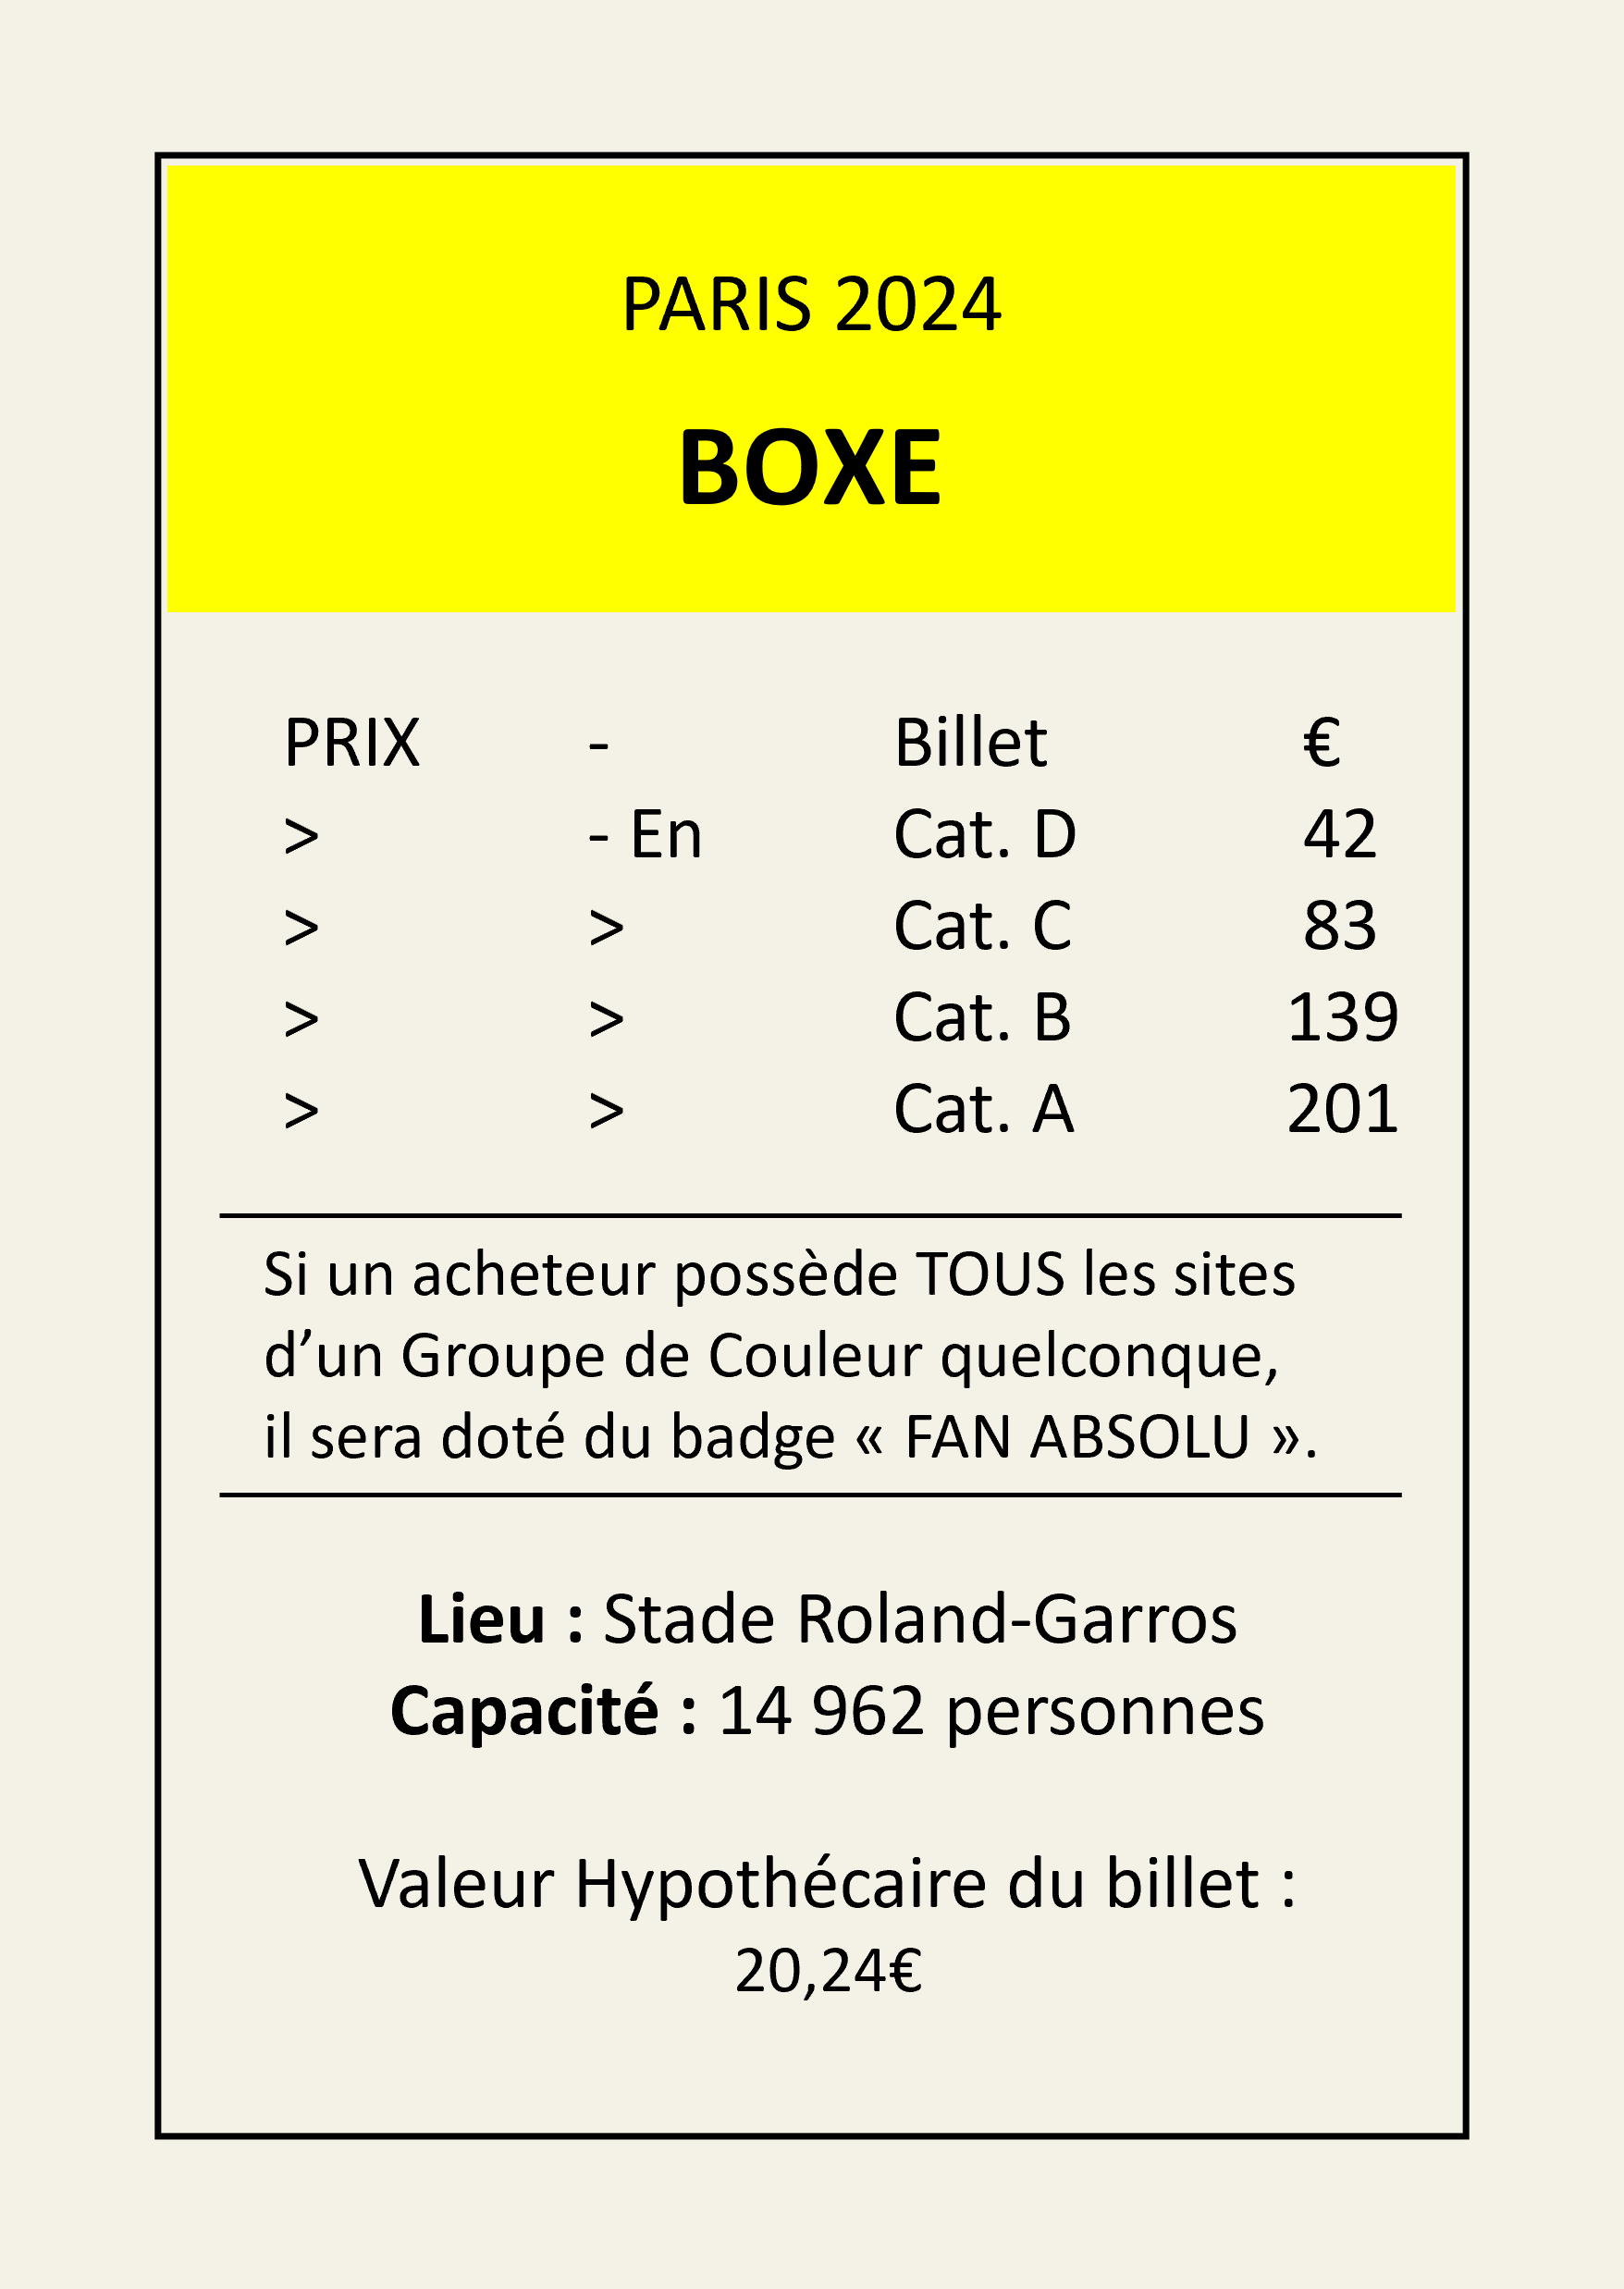 PARIS 2024
BOXE
PRIX - Billet €
> - En Cat. D 42
> > Cat. C 83
> > Cat. B 139
> > Cat. A 201
Si un acheteur possède TOUS les sites
d’un Groupe de Couleur quelconque,
il sera doté du badge « FAN ABSOLU ».
Lieu : Stade Roland-Garros
Capacité : 14 962 personnes
Valeur Hypothécaire du billet :
20,24€